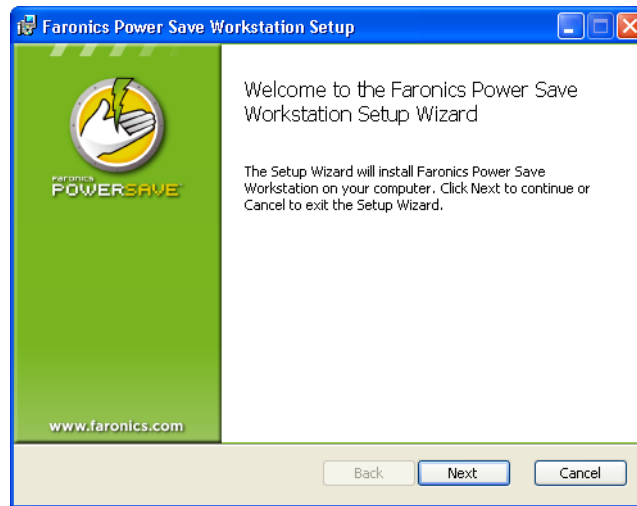 Faronics Power Save Workstation Setup
Welcome to the Faronics Power Save
Workstation Setup Wizard
The Setup Wizard will install Faronics Power Save
Workstation on your computer. Click Next to continue or
Cancel to exit the Setup Wizard.
FARONICS
POWERSAVE
www.faronics.com
Back
Next
Cancel